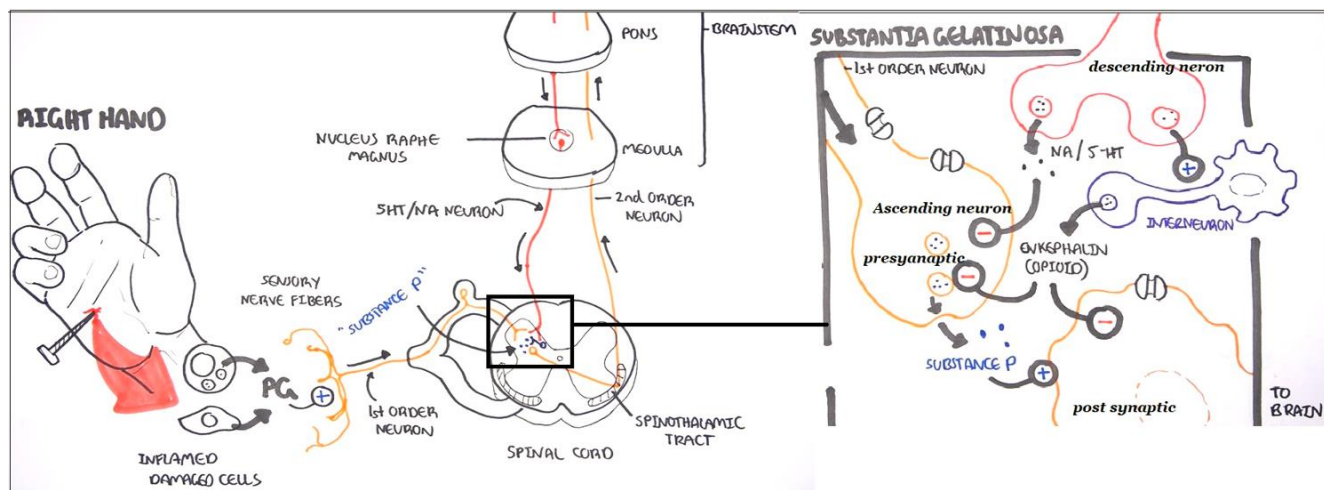 PONS
BRAINSTEM
RIGHT HAND
NUCLEUS RAPHE
MAGNUS
MEDULLA
5HT/NA NEURON
2ND ORDER
NEURON
SENSORY
NERVE FIBERS
"SUBSTANCE P"
PG
+
1ST ORDER
NEURON
SPINOTHALAMIC
TRACT
SPINAL CORD
INFLAMED
DAMAGED CELLS
SUBSTANTIA GELATINOSA
1ST ORDER NEURON
descending neron
NA/5-HT
+
Ascending neuron
−
INTERNEURON
presyanaptic
−
ENKEPHALIN
(OPIOID)
−
SUBSTANCE P
+
post synaptic
TO
BRAIN